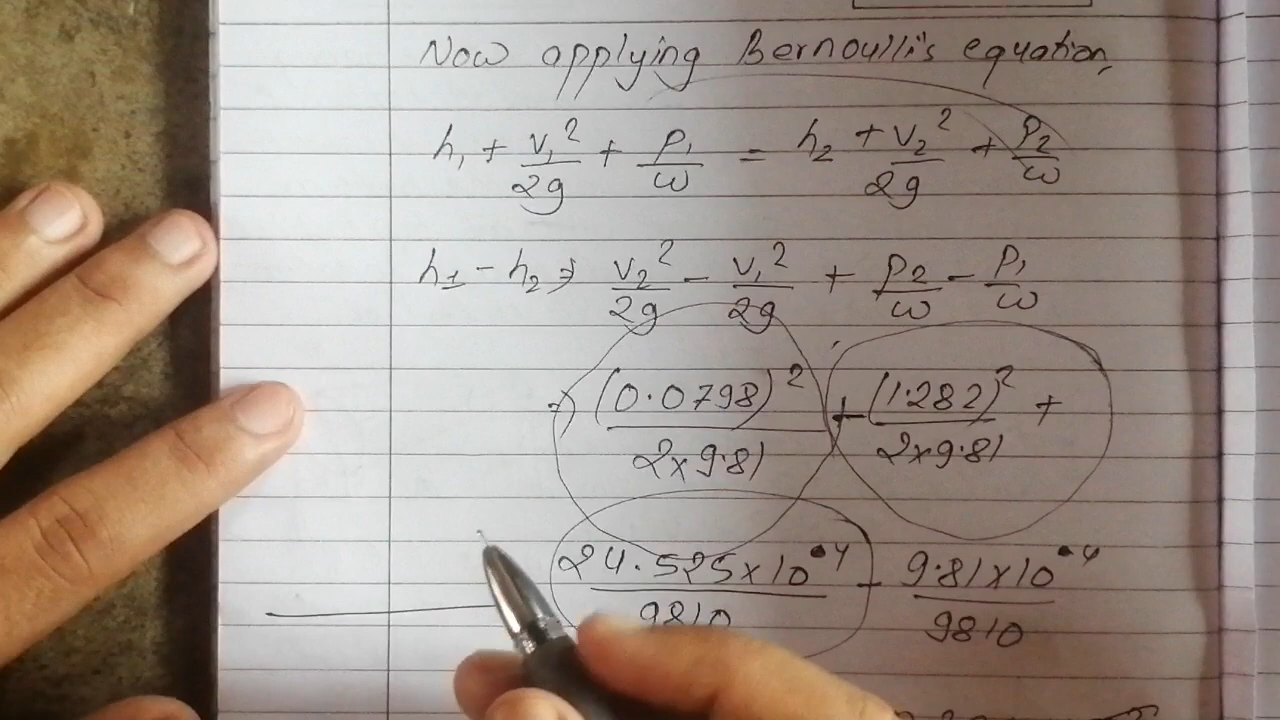 Now applying Bernoulli's equation,
h₁ + v₁²/2g + P₁/ω = h₂ + v₂²/2g + P₂/ω
h₁ - h₂ ⇒ v₂²/2g - v₁²/2g + P₂/ω - P₁/ω
⇒ (0.0798)²/2×9.81 + (1.282)²/2×9.81 +
24.525×10⁴/9810 - 9.81×10⁴/9810